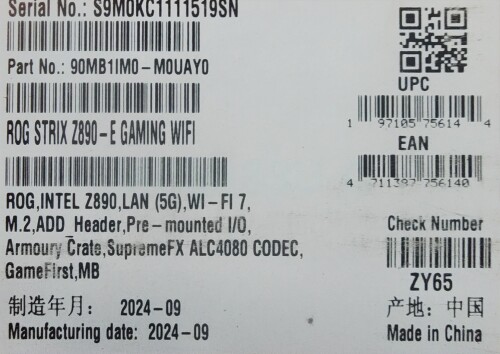 Serial No.: S9M0KC1111519SN
Part No.: 90MB1IM0-M0UAY0
UPC
1 97105 75614 4
ROG STRIX Z890-E GAMING WIFI
EAN
4 711387 756140
ROG,INTEL Z890,LAN (5G),WI-FI 7,
M.2,ADD_Header,Pre-mounted I/O,
Armoury Crate,SupremeFX ALC4080 CODEC,
GameFirst,MB
Check Number
ZY65
制造年月: 2024-09
产地: 中国
Manufacturing date: 2024-09
Made in China